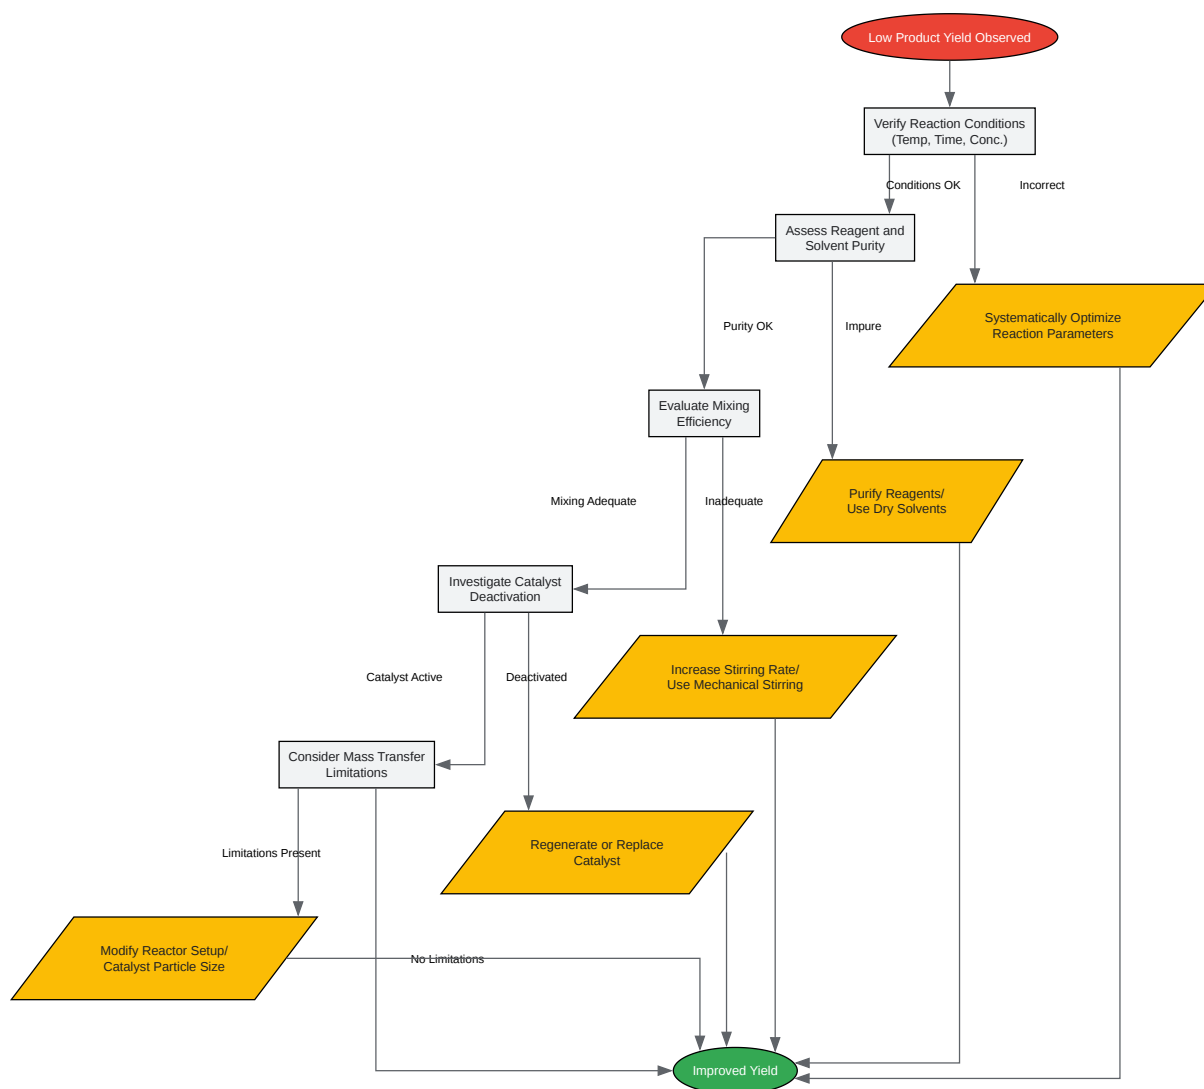 Low Product Yield Observed
Verify Reaction Conditions
(Temp, Time, Conc.)
Conditions OK
Incorrect
Assess Reagent and
Solvent Purity
Systematically Optimize
Reaction Parameters
Purity OK
Impure
Evaluate Mixing
Efficiency
Purify Reagents/
Use Dry Solvents
Mixing Adequate
Inadequate
Investigate Catalyst
Deactivation
Increase Stirring Rate/
Use Mechanical Stirring
Catalyst Active
Deactivated
Consider Mass Transfer
Limitations
Regenerate or Replace
Catalyst
Limitations Present
Modify Reactor Setup/
Catalyst Particle Size
No Limitations
Improved Yield